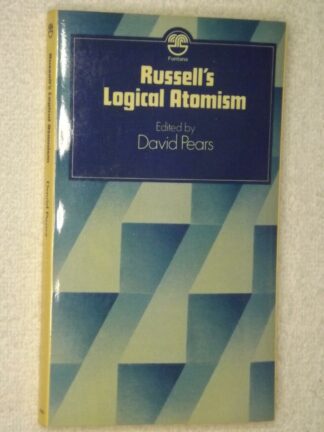 Fontana
Russell's
Logical Atomism
Edited by
David Pears
Russell's Logical Atomism
David Pears